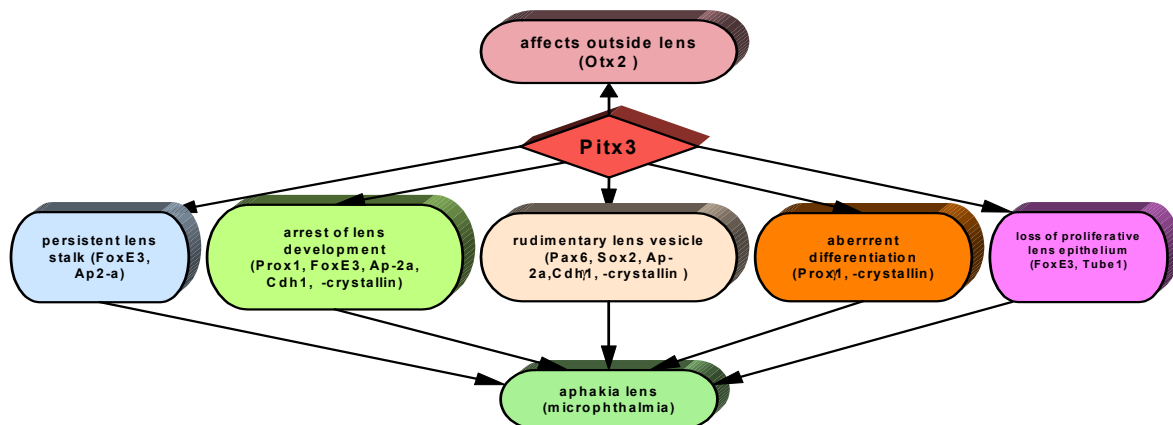 affects outside lens
(Otx2 )
Pitx3
persistent lens
stalk (FoxE3,
Ap2-a)
arrest of lens
development
(Prox1, FoxE3, Ap-2a,
Cdh1, -crystallin)
rudimentary lens vesicle
(Pax6, Sox2, Ap-
2a,Cdh1, γ-crystallin )
aberrrent
differentiation
(Prox1, γ-crystallin)
loss of proliferative
lens epithelium
(FoxE3, Tube1)
aphakia lens
(microphthalmia)